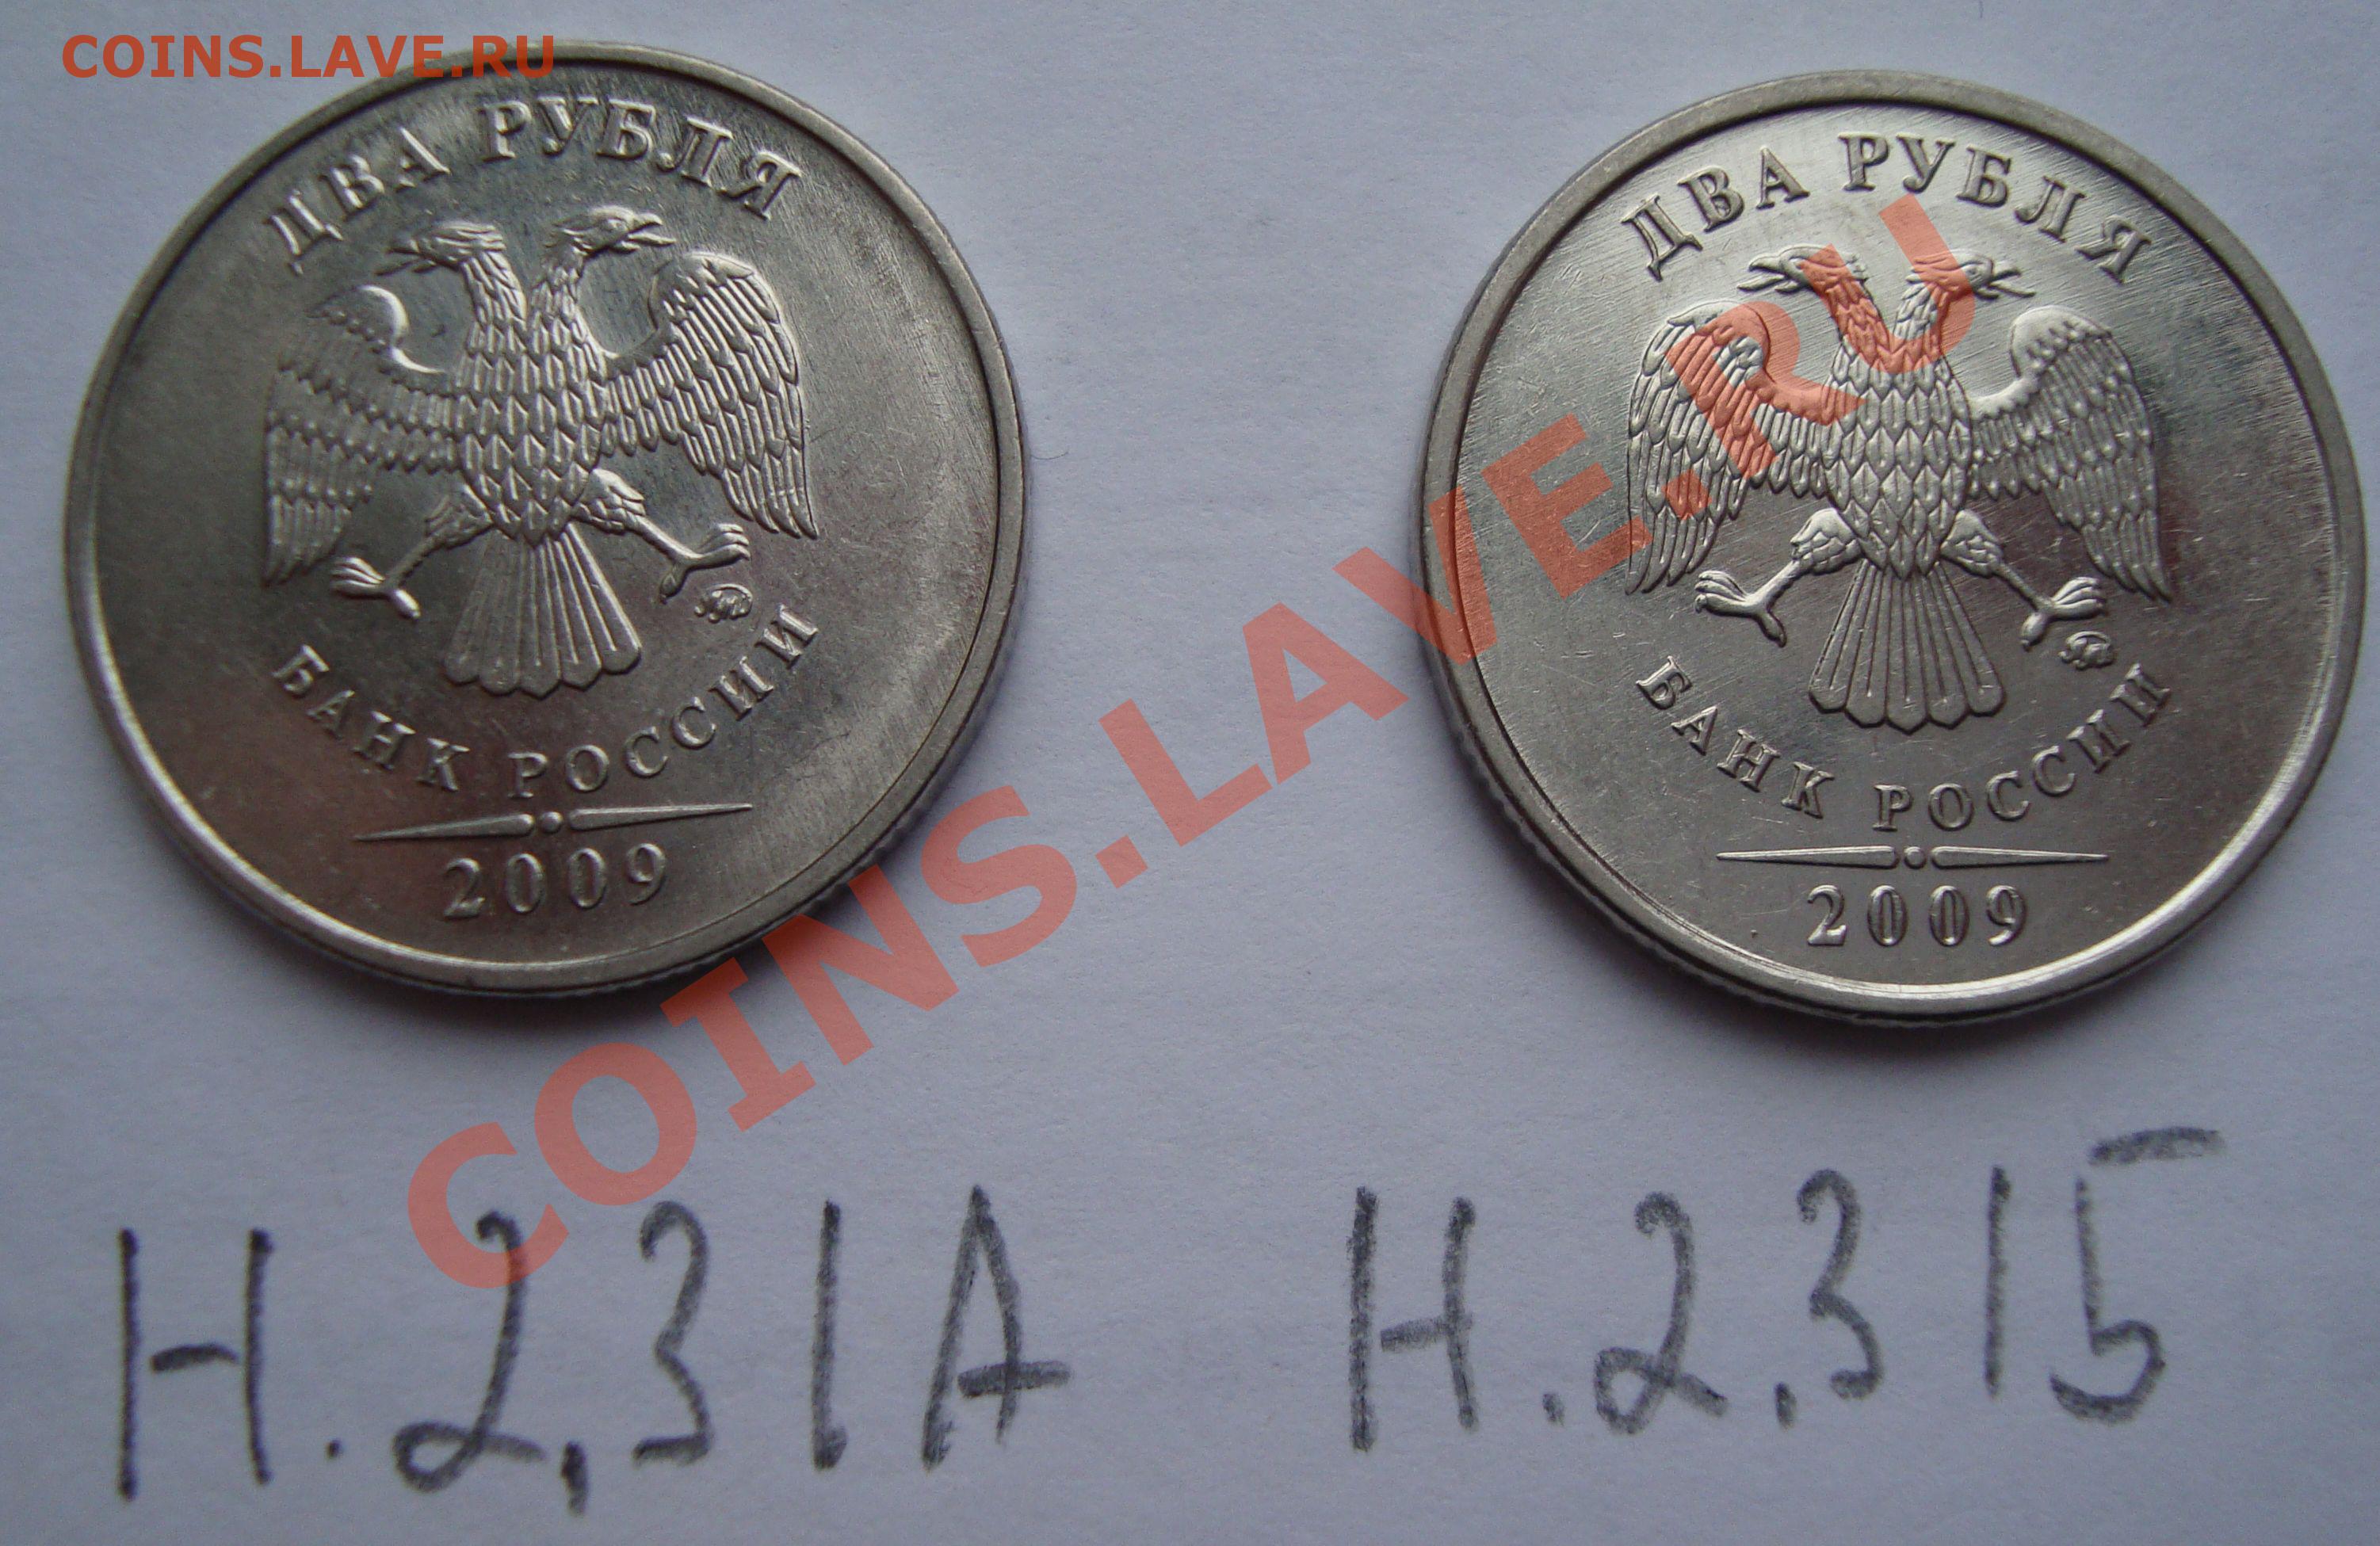 COINS.LAVE.RU
ДВА РУБЛЯ
БАНК РОССИИ
2009
ДВА РУБЛЯ
БАНК РОССИИ
2009
COINS.LAVE.RU
Н.2,31А Н.2,31Б